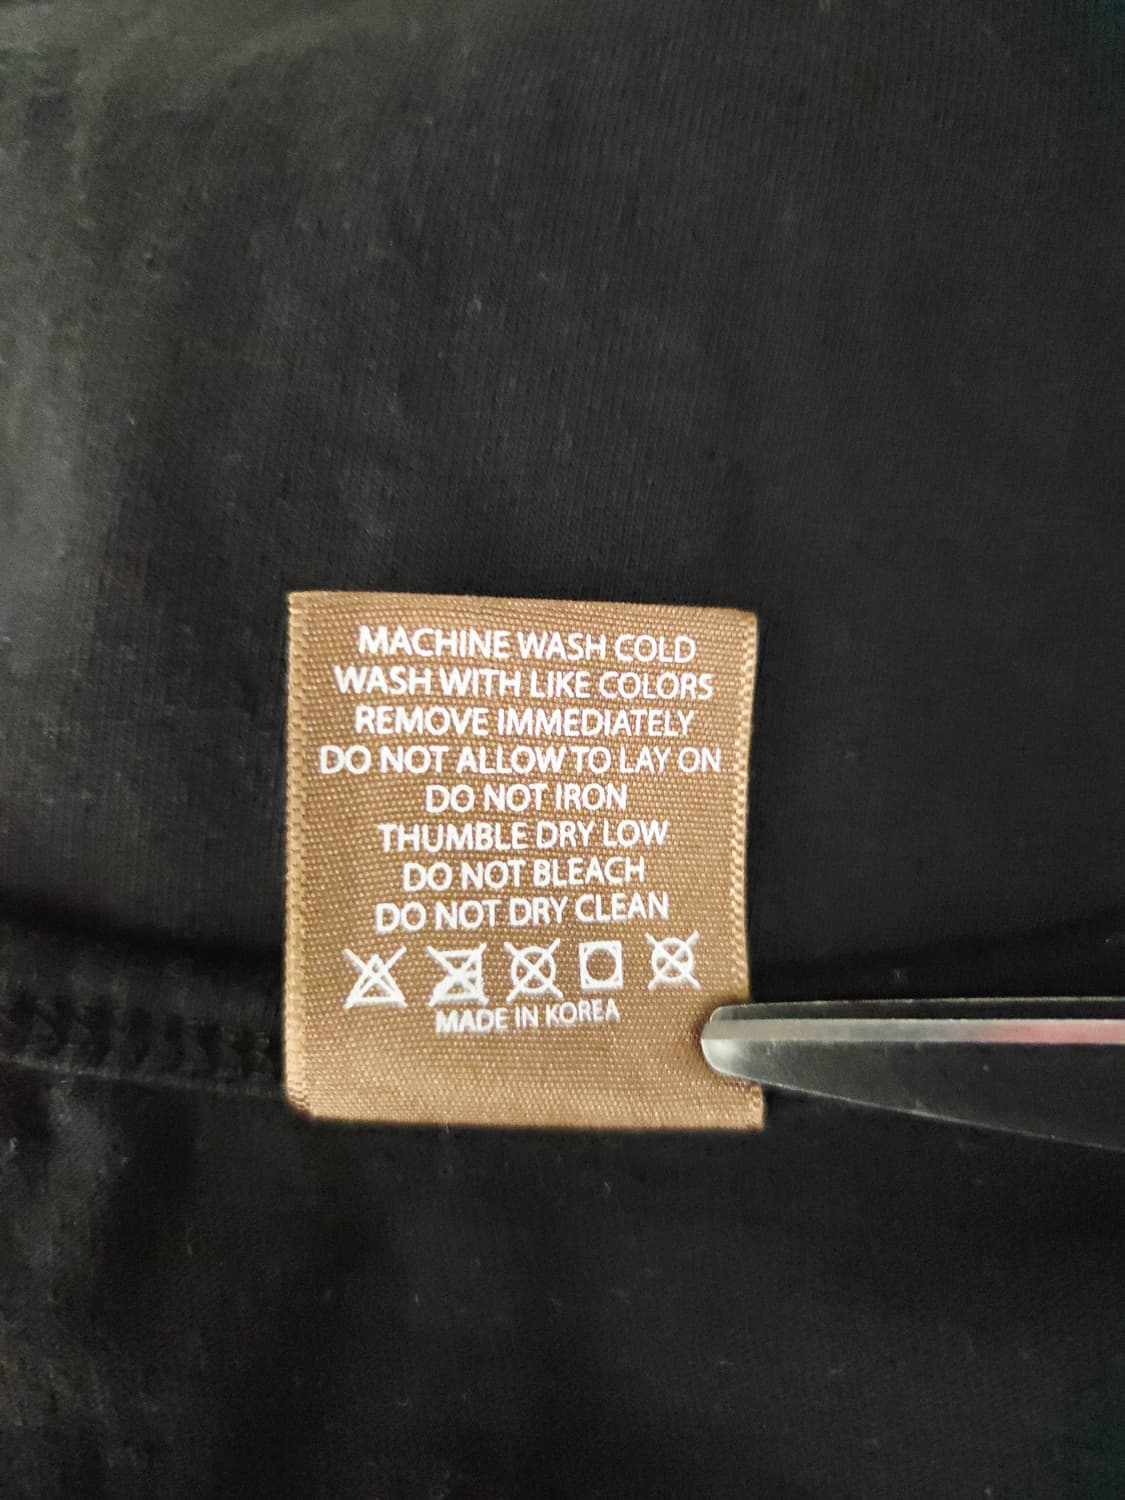 MACHINE WASH COLD
WASH WITH LIKE COLORS
REMOVE IMMEDIATELY
DO NOT ALLOW TO LAY ON
DO NOT IRON
THUMBLE DRY LOW
DO NOT BLEACH
DO NOT DRY CLEAN
MADE IN KOREA